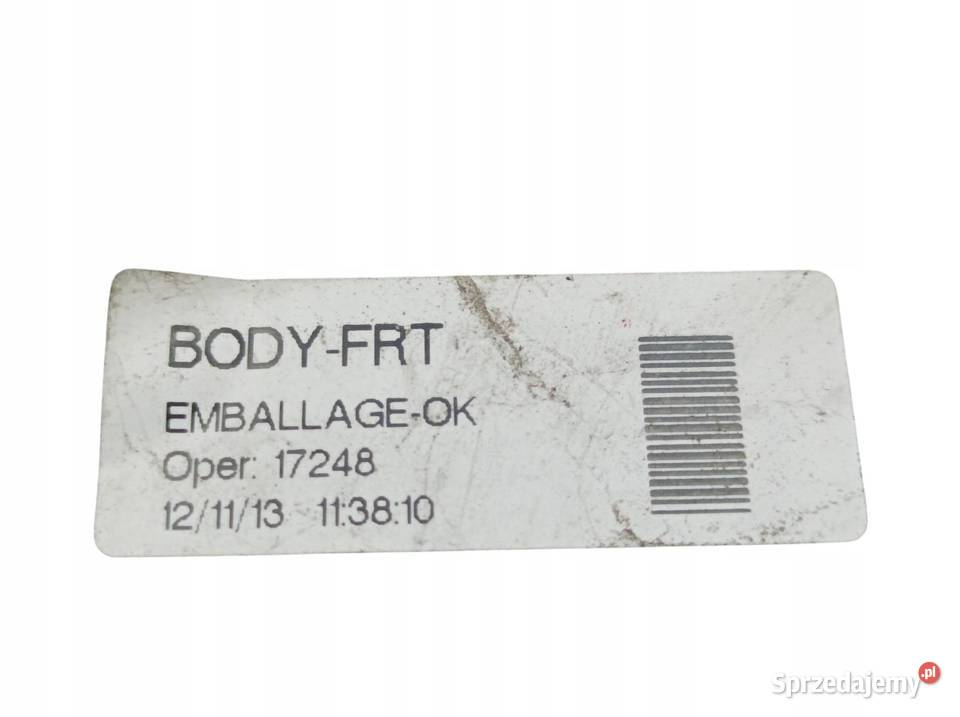 BODY-FRT
EMBALLAGE-OK
Oper: 17248
12/11/13 11:38:10
Sprzedajemy.pl